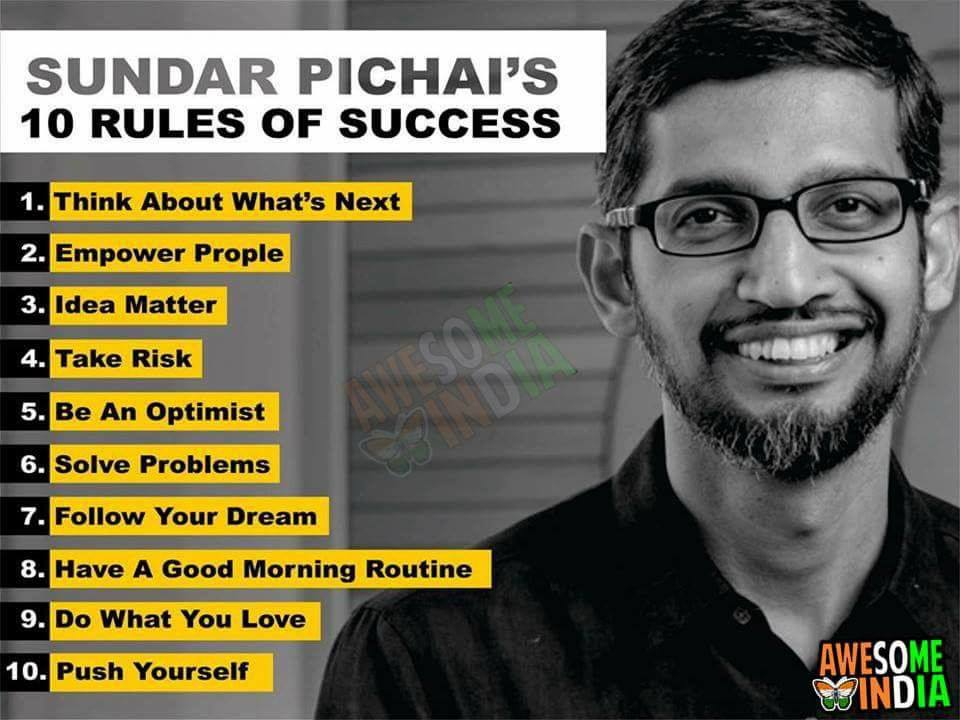 SUNDAR PICHAI'S
10 RULES OF SUCCESS
1. Think About What's Next
2. Empower Prople
3. Idea Matter
4. Take Risk
5. Be An Optimist
6. Solve Problems
7. Follow Your Dream
8. Have A Good Morning Routine
9. Do What You Love
10. Push Yourself
AWESOME
INDIA
AWESOME
INDIA